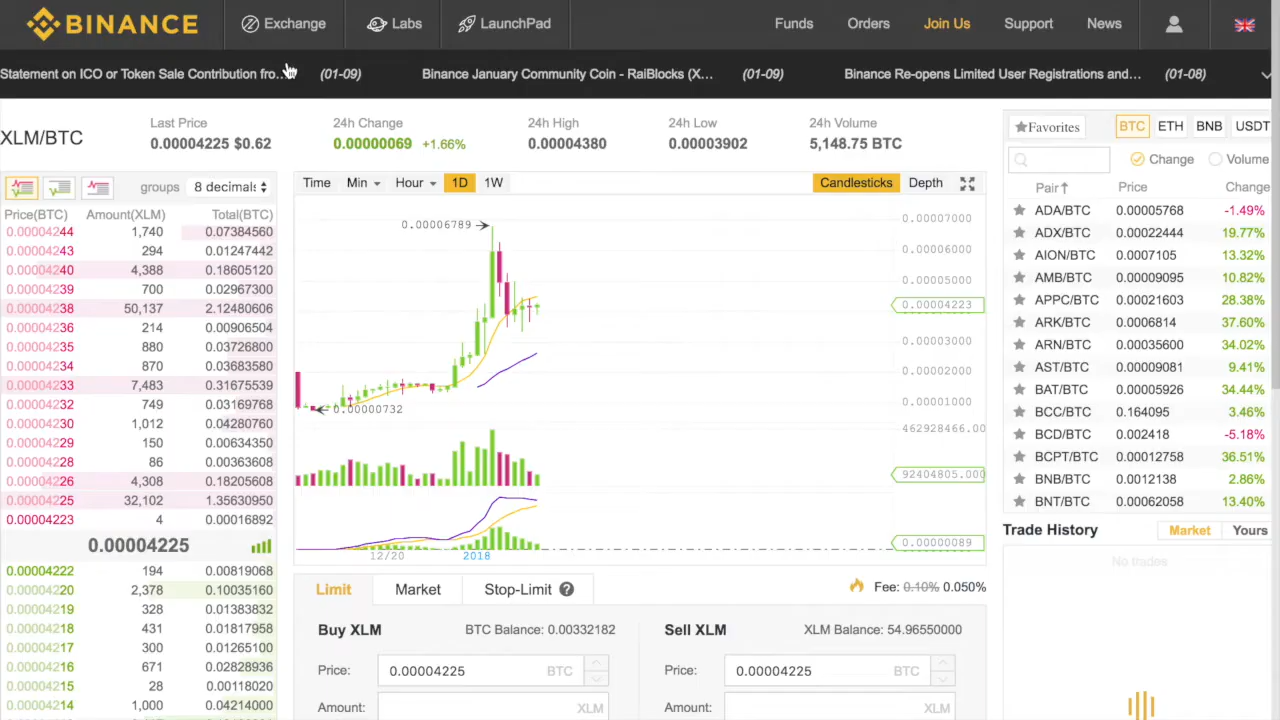 BINANCE Exchange Labs LaunchPad Funds Orders Join Us Support News
Statement on ICO or Token Sale Contribution fro... (01-09) Binance January Community Coin - RaiBlocks (X... (01-09) Binance Re-opens Limited User Registrations and... (01-08)
XLM/BTC
Last Price
0.00004225 $0.62
24h Change
0.00000069 +1.66%
24h High
0.00004380
24h Low
0.00003902
24h Volume
5,148.75 BTC
groups 8 decimals
Price(BTC) Amount(XLM) Total(BTC)
0.00004244 1,740 0.07384560
0.00004243 294 0.01247442
0.00004240 4,388 0.18605120
0.00004239 700 0.02967300
0.00004238 50,137 2.12480606
0.00004236 214 0.00906504
0.00004235 880 0.03726800
0.00004234 870 0.03683580
0.00004233 7,483 0.31675539
0.00004232 749 0.03169768
0.00004230 1,012 0.04280760
0.00004229 150 0.00634350
0.00004228 86 0.00363608
0.00004226 4,308 0.18205608
0.00004225 32,102 1.35630950
0.00004223 4 0.00016892
0.00004225
0.00004222 194 0.00819068
0.00004220 2,378 0.10035160
0.00004219 328 0.01383832
0.00004218 431 0.01817958
0.00004217 300 0.01265100
0.00004216 671 0.02828936
0.00004215 28 0.00118020
0.00004214 1,000 0.04214000
Time Min Hour 1D 1W Candlesticks Depth
0.00006789
0.00000732
0.00007000
0.00006000
0.00005000
0.00004223
0.00003000
0.00002000
0.00001000
462928466.00
92404805.000
0.00000089
12/20 2018
Limit Market Stop-Limit ? Fee: 0.10% 0.050%
Buy XLM BTC Balance: 0.00332182
Price: 0.00004225 BTC
Amount: XLM
Sell XLM XLM Balance: 54.96550000
Price: 0.00004225 BTC
Amount: XLM
Favorites BTC ETH BNB USDT
Change Volume
Pair Price Change
ADA/BTC 0.00005768 -1.49%
ADX/BTC 0.00022444 19.77%
AION/BTC 0.0007105 13.32%
AMB/BTC 0.00009095 10.82%
APPC/BTC 0.00021603 28.38%
ARK/BTC 0.0006814 37.60%
ARN/BTC 0.00035600 34.02%
AST/BTC 0.00009081 9.41%
BAT/BTC 0.00005926 34.44%
BCC/BTC 0.164095 3.46%
BCD/BTC 0.002418 -5.18%
BCPT/BTC 0.00012758 36.51%
BNB/BTC 0.0012138 2.86%
BNT/BTC 0.00062058 13.40%
Trade History Market Yours
No trades